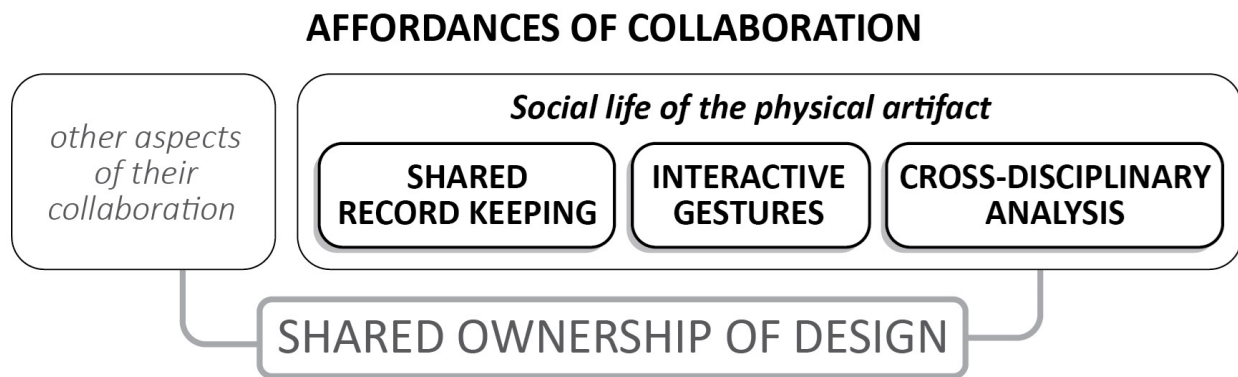 AFFORDANCES OF COLLABORATION
other aspects
of their
collaboration
Social life of the physical artifact
SHARED
RECORD KEEPING
INTERACTIVE
GESTURES
CROSS-DISCIPLINARY
ANALYSIS
SHARED OWNERSHIP OF DESIGN